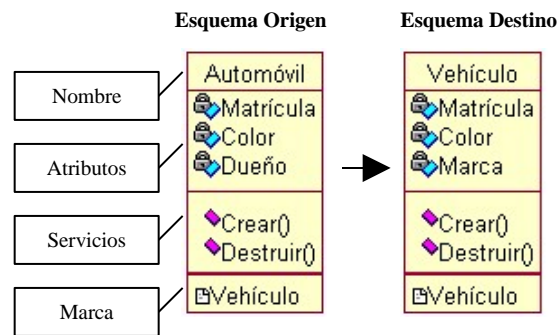 Esquema Origen
Esquema Destino
Nombre
Atributos
Servicios
Marca
Automóvil
Matrícula
Color
Dueño
Crear()
Destruir()
Vehículo
Vehículo
Matrícula
Color
Marca
Crear()
Destruir()
Vehículo